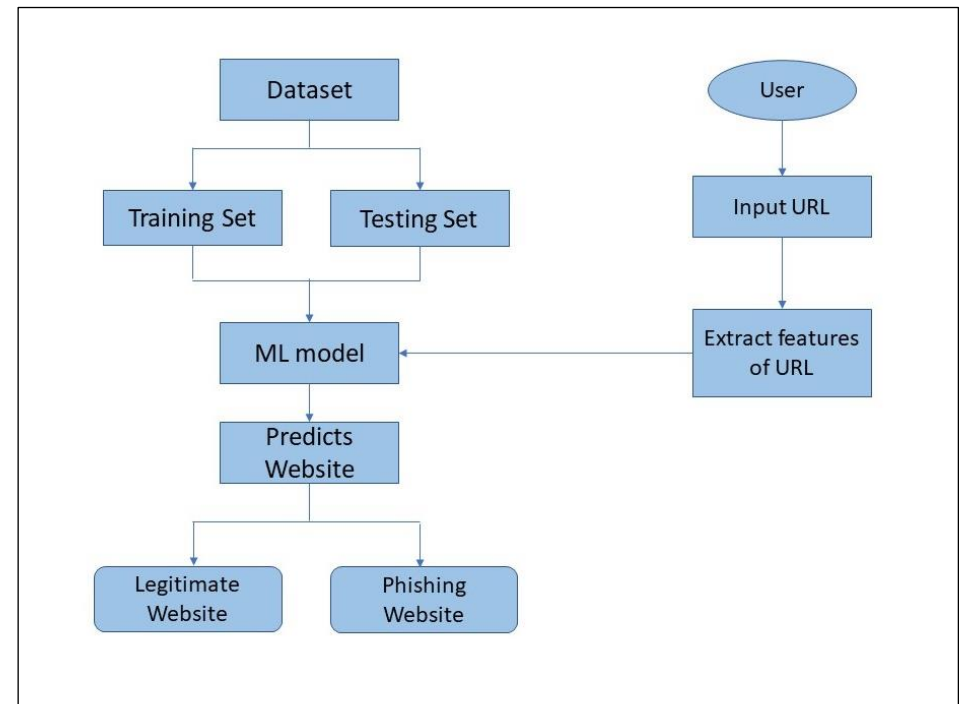 Dataset
User
Training Set
Testing Set
Input URL
ML model
Extract features
of URL
Predicts
Website
Legitimate
Website
Phishing
Website